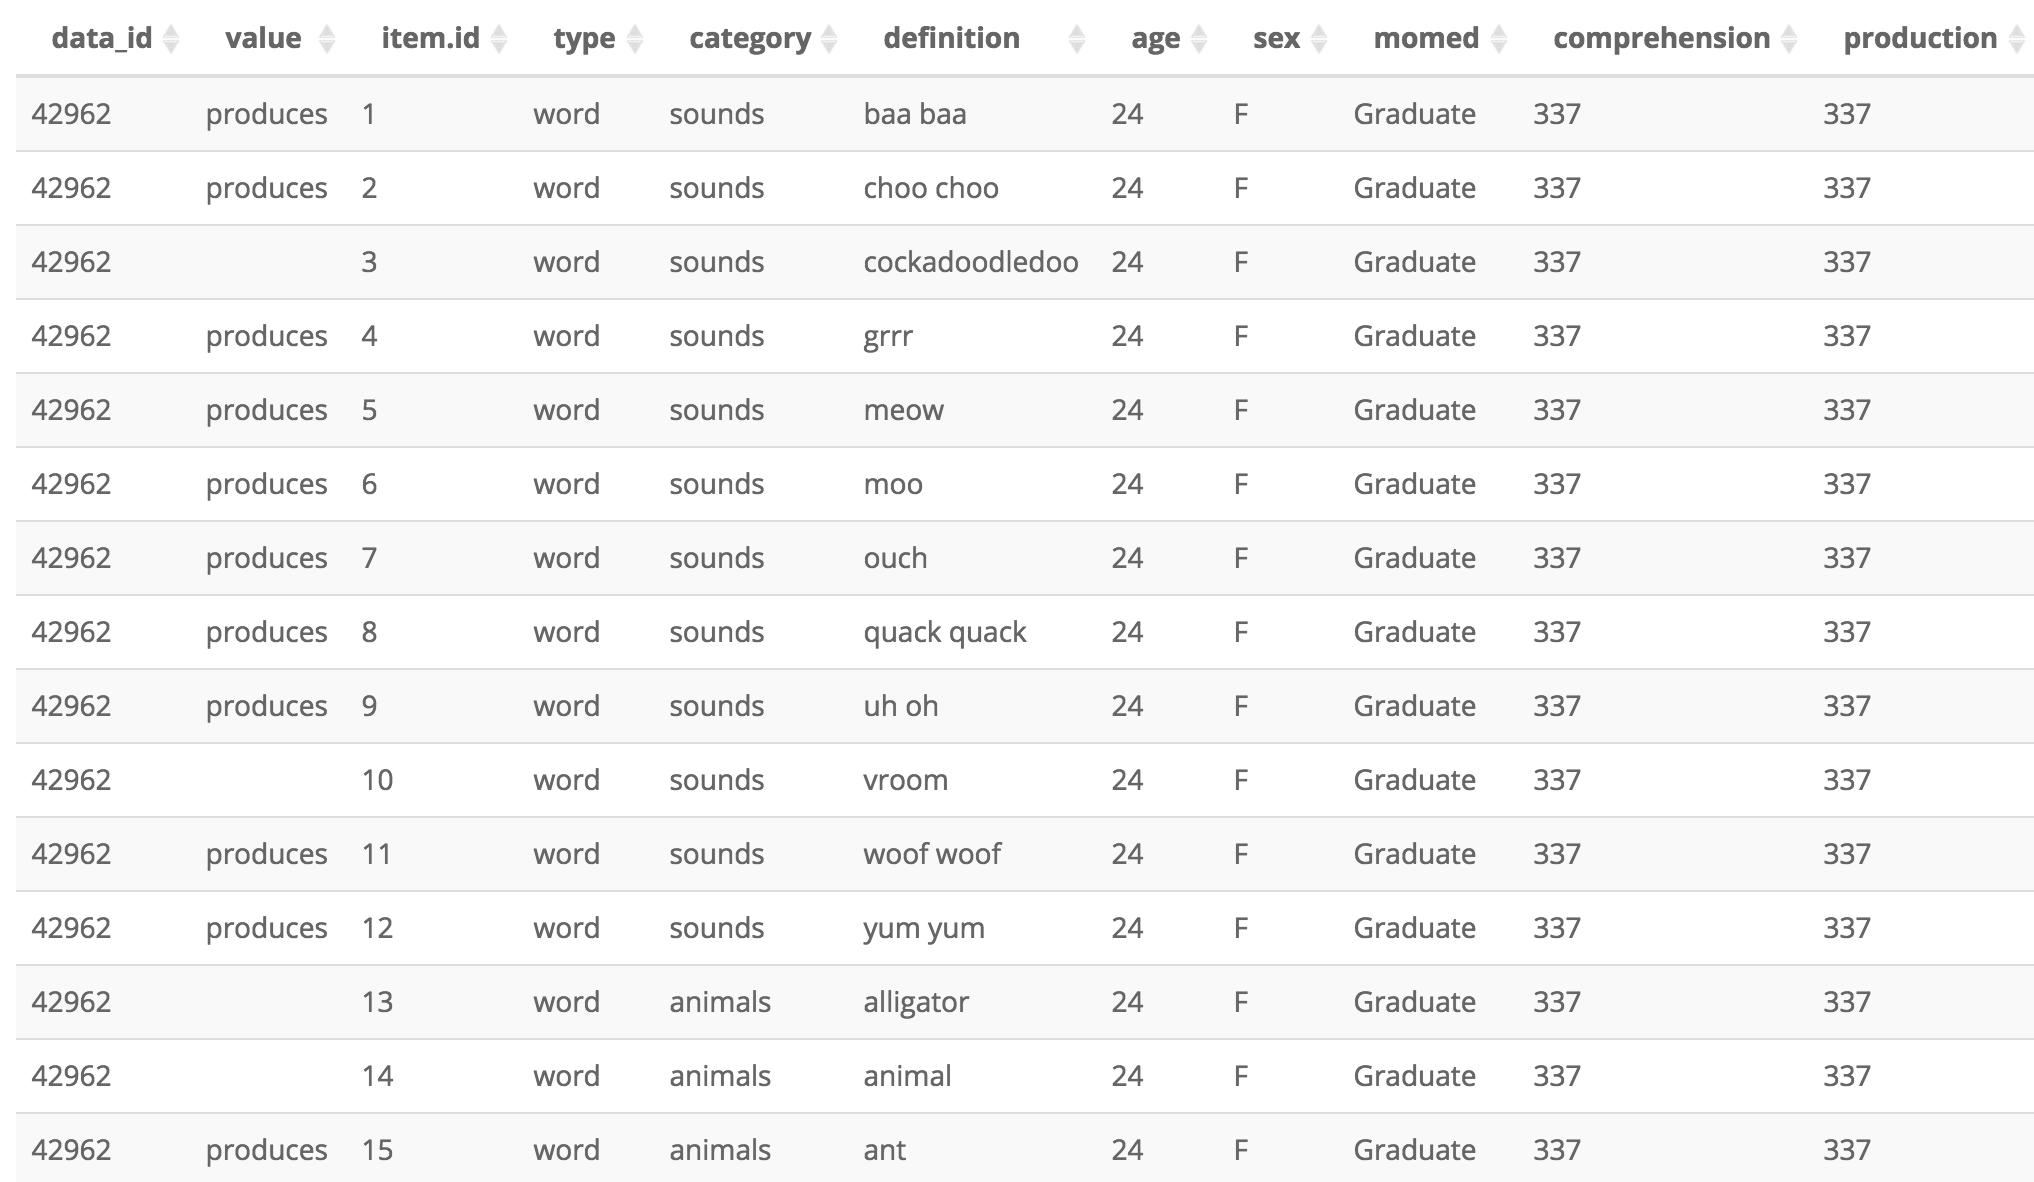 data_id value item.id type category definition age sex momed comprehension production
42962 produces 1 word sounds baa baa 24 F Graduate 337 337
42962 produces 2 word sounds choo choo 24 F Graduate 337 337
42962 3 word sounds cockadoodledoo 24 F Graduate 337 337
42962 produces 4 word sounds grrr 24 F Graduate 337 337
42962 produces 5 word sounds meow 24 F Graduate 337 337
42962 produces 6 word sounds moo 24 F Graduate 337 337
42962 produces 7 word sounds ouch 24 F Graduate 337 337
42962 produces 8 word sounds quack quack 24 F Graduate 337 337
42962 produces 9 word sounds uh oh 24 F Graduate 337 337
42962 10 word sounds vroom 24 F Graduate 337 337
42962 produces 11 word sounds woof woof 24 F Graduate 337 337
42962 produces 12 word sounds yum yum 24 F Graduate 337 337
42962 13 word animals alligator 24 F Graduate 337 337
42962 14 word animals animal 24 F Graduate 337 337
42962 produces 15 word animals ant 24 F Graduate 337 337